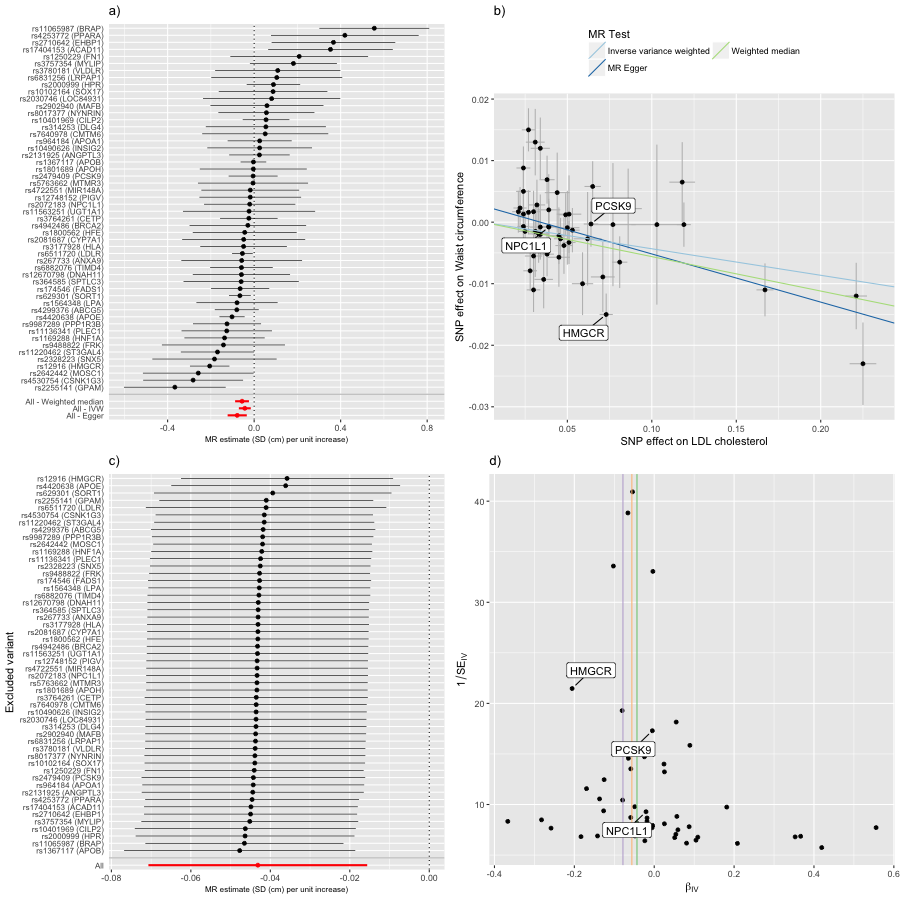 a)
rs11065987 (BRAP)
rs4253772 (PPARA)
rs2710642 (EHBP1)
rs17404153 (ACAD11)
rs1250229 (FN1)
rs3757354 (MYLIP)
rs3780181 (VLDLR)
rs6831256 (LRPAP1)
rs2000999 (HPR)
rs10102164 (SOX17)
rs2030746 (LOC84931)
rs2902940 (MAFB)
rs8017377 (NYNRIN)
rs10401969 (CILP2)
rs314253 (DLG4)
rs7640978 (CMTM6)
rs964184 (APOA1)
rs10490626 (INSIG2)
rs2131925 (ANGPTL3)
rs1367117 (APOB)
rs1801689 (APOH)
rs2479409 (PCSK9)
rs5763662 (MTMR3)
rs4722551 (MIR148A)
rs12748152 (PIGV)
rs2072183 (NPC1L1)
rs11563251 (UGT1A1)
rs3764261 (CETP)
rs4942486 (BRCA2)
rs1800562 (HFE)
rs2081687 (CYP7A1)
rs3177928 (HLA)
rs6511720 (LDLR)
rs267733 (ANXA9)
rs6882076 (TIMD4)
rs12670798 (DNAH11)
rs364585 (SPTLC3)
rs174546 (FADS1)
rs629301 (SORT1)
rs1564348 (LPA)
rs4299376 (ABCG5)
rs4420638 (APOE)
rs9987289 (PPP1R3B)
rs11136341 (PLEC1)
rs1169288 (HNF1A)
rs9488822 (FRK)
rs11220462 (ST3GAL4)
rs2328223 (SNX5)
rs12916 (HMGCR)
rs2642442 (MOSC1)
rs4530754 (CSNK1G3)
rs2255141 (GPAM)
All - Weighted median
All - IVW
All - Egger
-0.4 0.0 0.4 0.8
MR estimate (SD (cm) per unit increase)
b)
MR Test
Inverse variance weighted
Weighted median
MR Egger
0.02
0.01
0.00
-0.01
-0.02
-0.03
SNP effect on Waist circumference
PCSK9
NPC1L1
HMGCR
0.05 0.10 0.15 0.20
SNP effect on LDL cholesterol
c)
Excluded variant
rs12916 (HMGCR)
rs4420638 (APOE)
rs629301 (SORT1)
rs2255141 (GPAM)
rs6511720 (LDLR)
rs4530754 (CSNK1G3)
rs11220462 (ST3GAL4)
rs4299376 (ABCG5)
rs9987289 (PPP1R3B)
rs2642442 (MOSC1)
rs1169288 (HNF1A)
rs11136341 (PLEC1)
rs2328223 (SNX5)
rs9488822 (FRK)
rs174546 (FADS1)
rs1564348 (LPA)
rs6882076 (TIMD4)
rs12670798 (DNAH11)
rs364585 (SPTLC3)
rs267733 (ANXA9)
rs3177928 (HLA)
rs2081687 (CYP7A1)
rs1800562 (HFE)
rs4942486 (BRCA2)
rs11563251 (UGT1A1)
rs12748152 (PIGV)
rs4722551 (MIR148A)
rs2072183 (NPC1L1)
rs5763662 (MTMR3)
rs1801689 (APOH)
rs3764261 (CETP)
rs7640978 (CMTM6)
rs10490626 (INSIG2)
rs2030746 (LOC84931)
rs314253 (DLG4)
rs2902940 (MAFB)
rs6831256 (LRPAP1)
rs3780181 (VLDLR)
rs8017377 (NYNRIN)
rs10102164 (SOX17)
rs1250229 (FN1)
rs2479409 (PCSK9)
rs964184 (APOA1)
rs2131925 (ANGPTL3)
rs4253772 (PPARA)
rs17404153 (ACAD11)
rs2710642 (EHBP1)
rs3757354 (MYLIP)
rs10401969 (CILP2)
rs2000999 (HPR)
rs11065987 (BRAP)
rs1367117 (APOB)
All
-0.08 -0.06 -0.04 -0.02 0.00
MR estimate (SD (cm) per unit increase)
d)
40
30
20
10
1/SE_IV
HMGCR
PCSK9
NPC1L1
-0.4 -0.2 0.0 0.2 0.4 0.6
β_IV